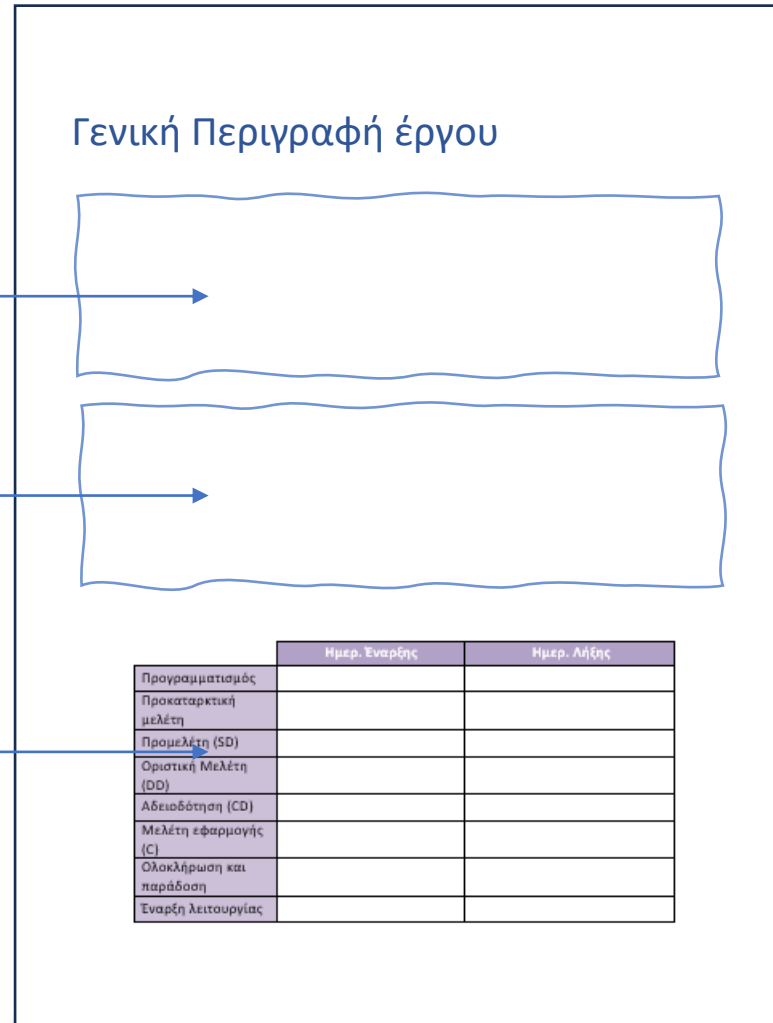 Γενική Περιγραφή έργου
Ημερ. Έναρξης Ημερ. Λήξης
Προγραμματισμός
Προκαταρκτική
μελέτη
Προμελέτη (SD)
Οριστική Μελέτη
(DD)
Αδειοδότηση (CD)
Μελέτη εφαρμογής
(C)
Ολοκλήρωση και
παράδοση
Έναρξη λειτουργίας